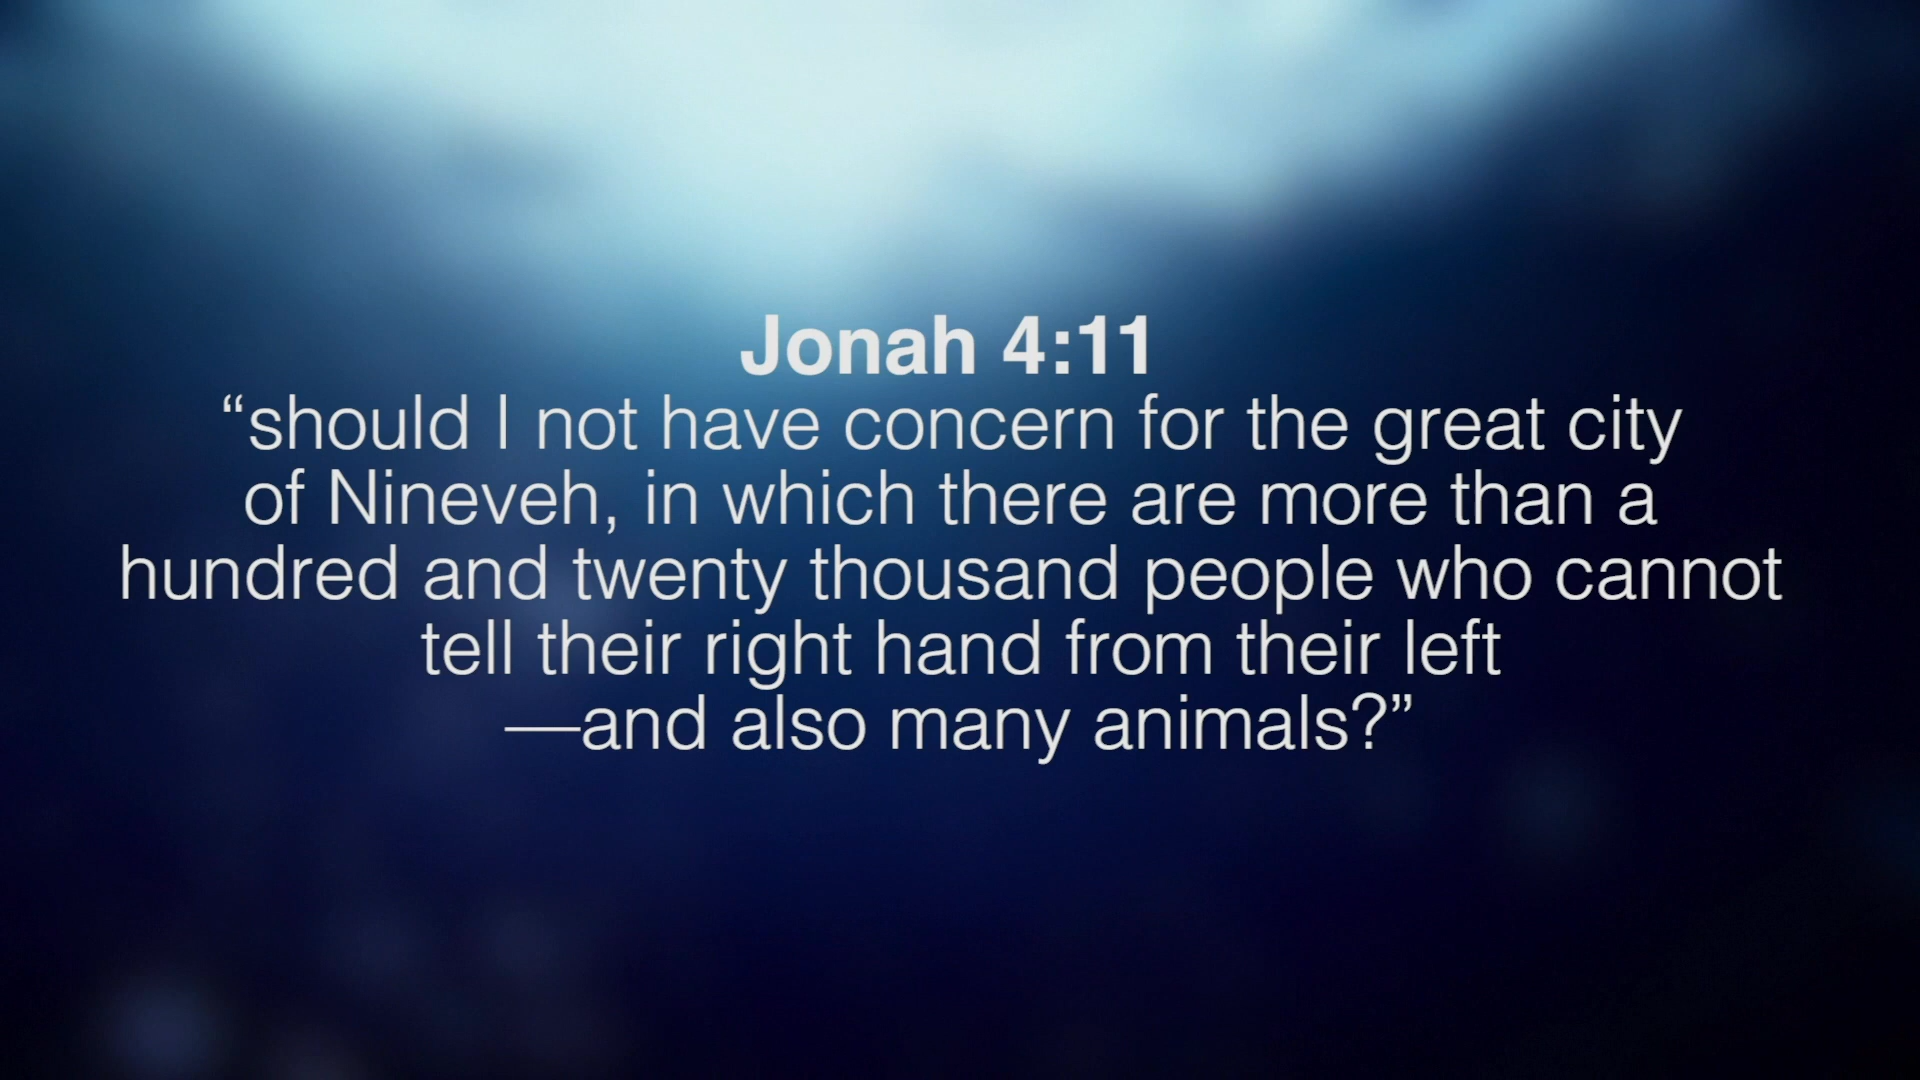 Jonah 4:11
“should I not have concern for the great city
of Nineveh, in which there are more than a
hundred and twenty thousand people who cannot
tell their right hand from their left
—and also many animals?”